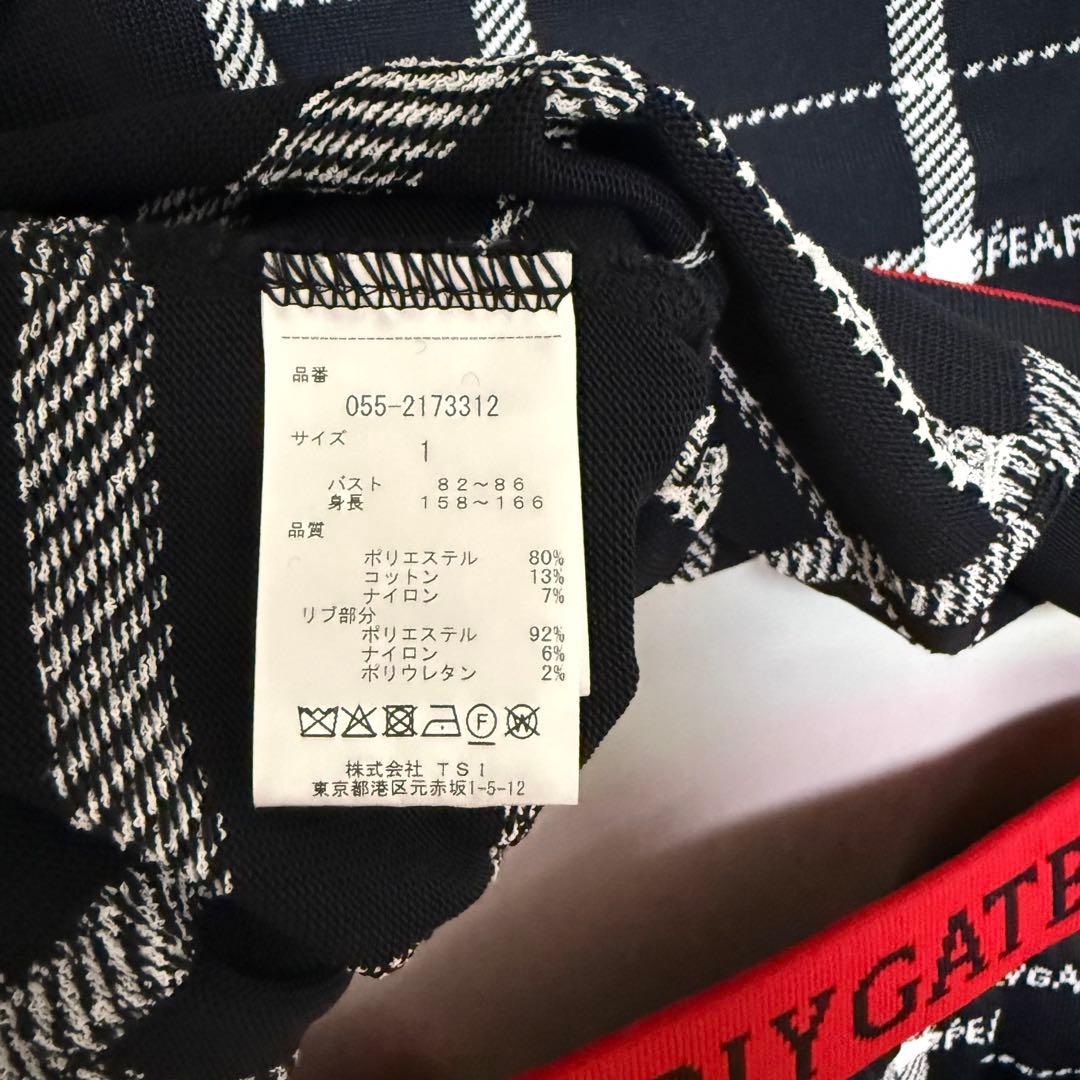 品番
055-2173312
サイズ
1
バスト 82〜86
身長 158〜166
品質
ポリエステル 80%
コットン 13%
ナイロン 7%
リブ部分
ポリエステル 92%
ナイロン 6%
ポリウレタン 2%
F W
株式会社 TSI
東京都港区元赤坂1-5-12
PEAR
LYGATE
YGA
PEA